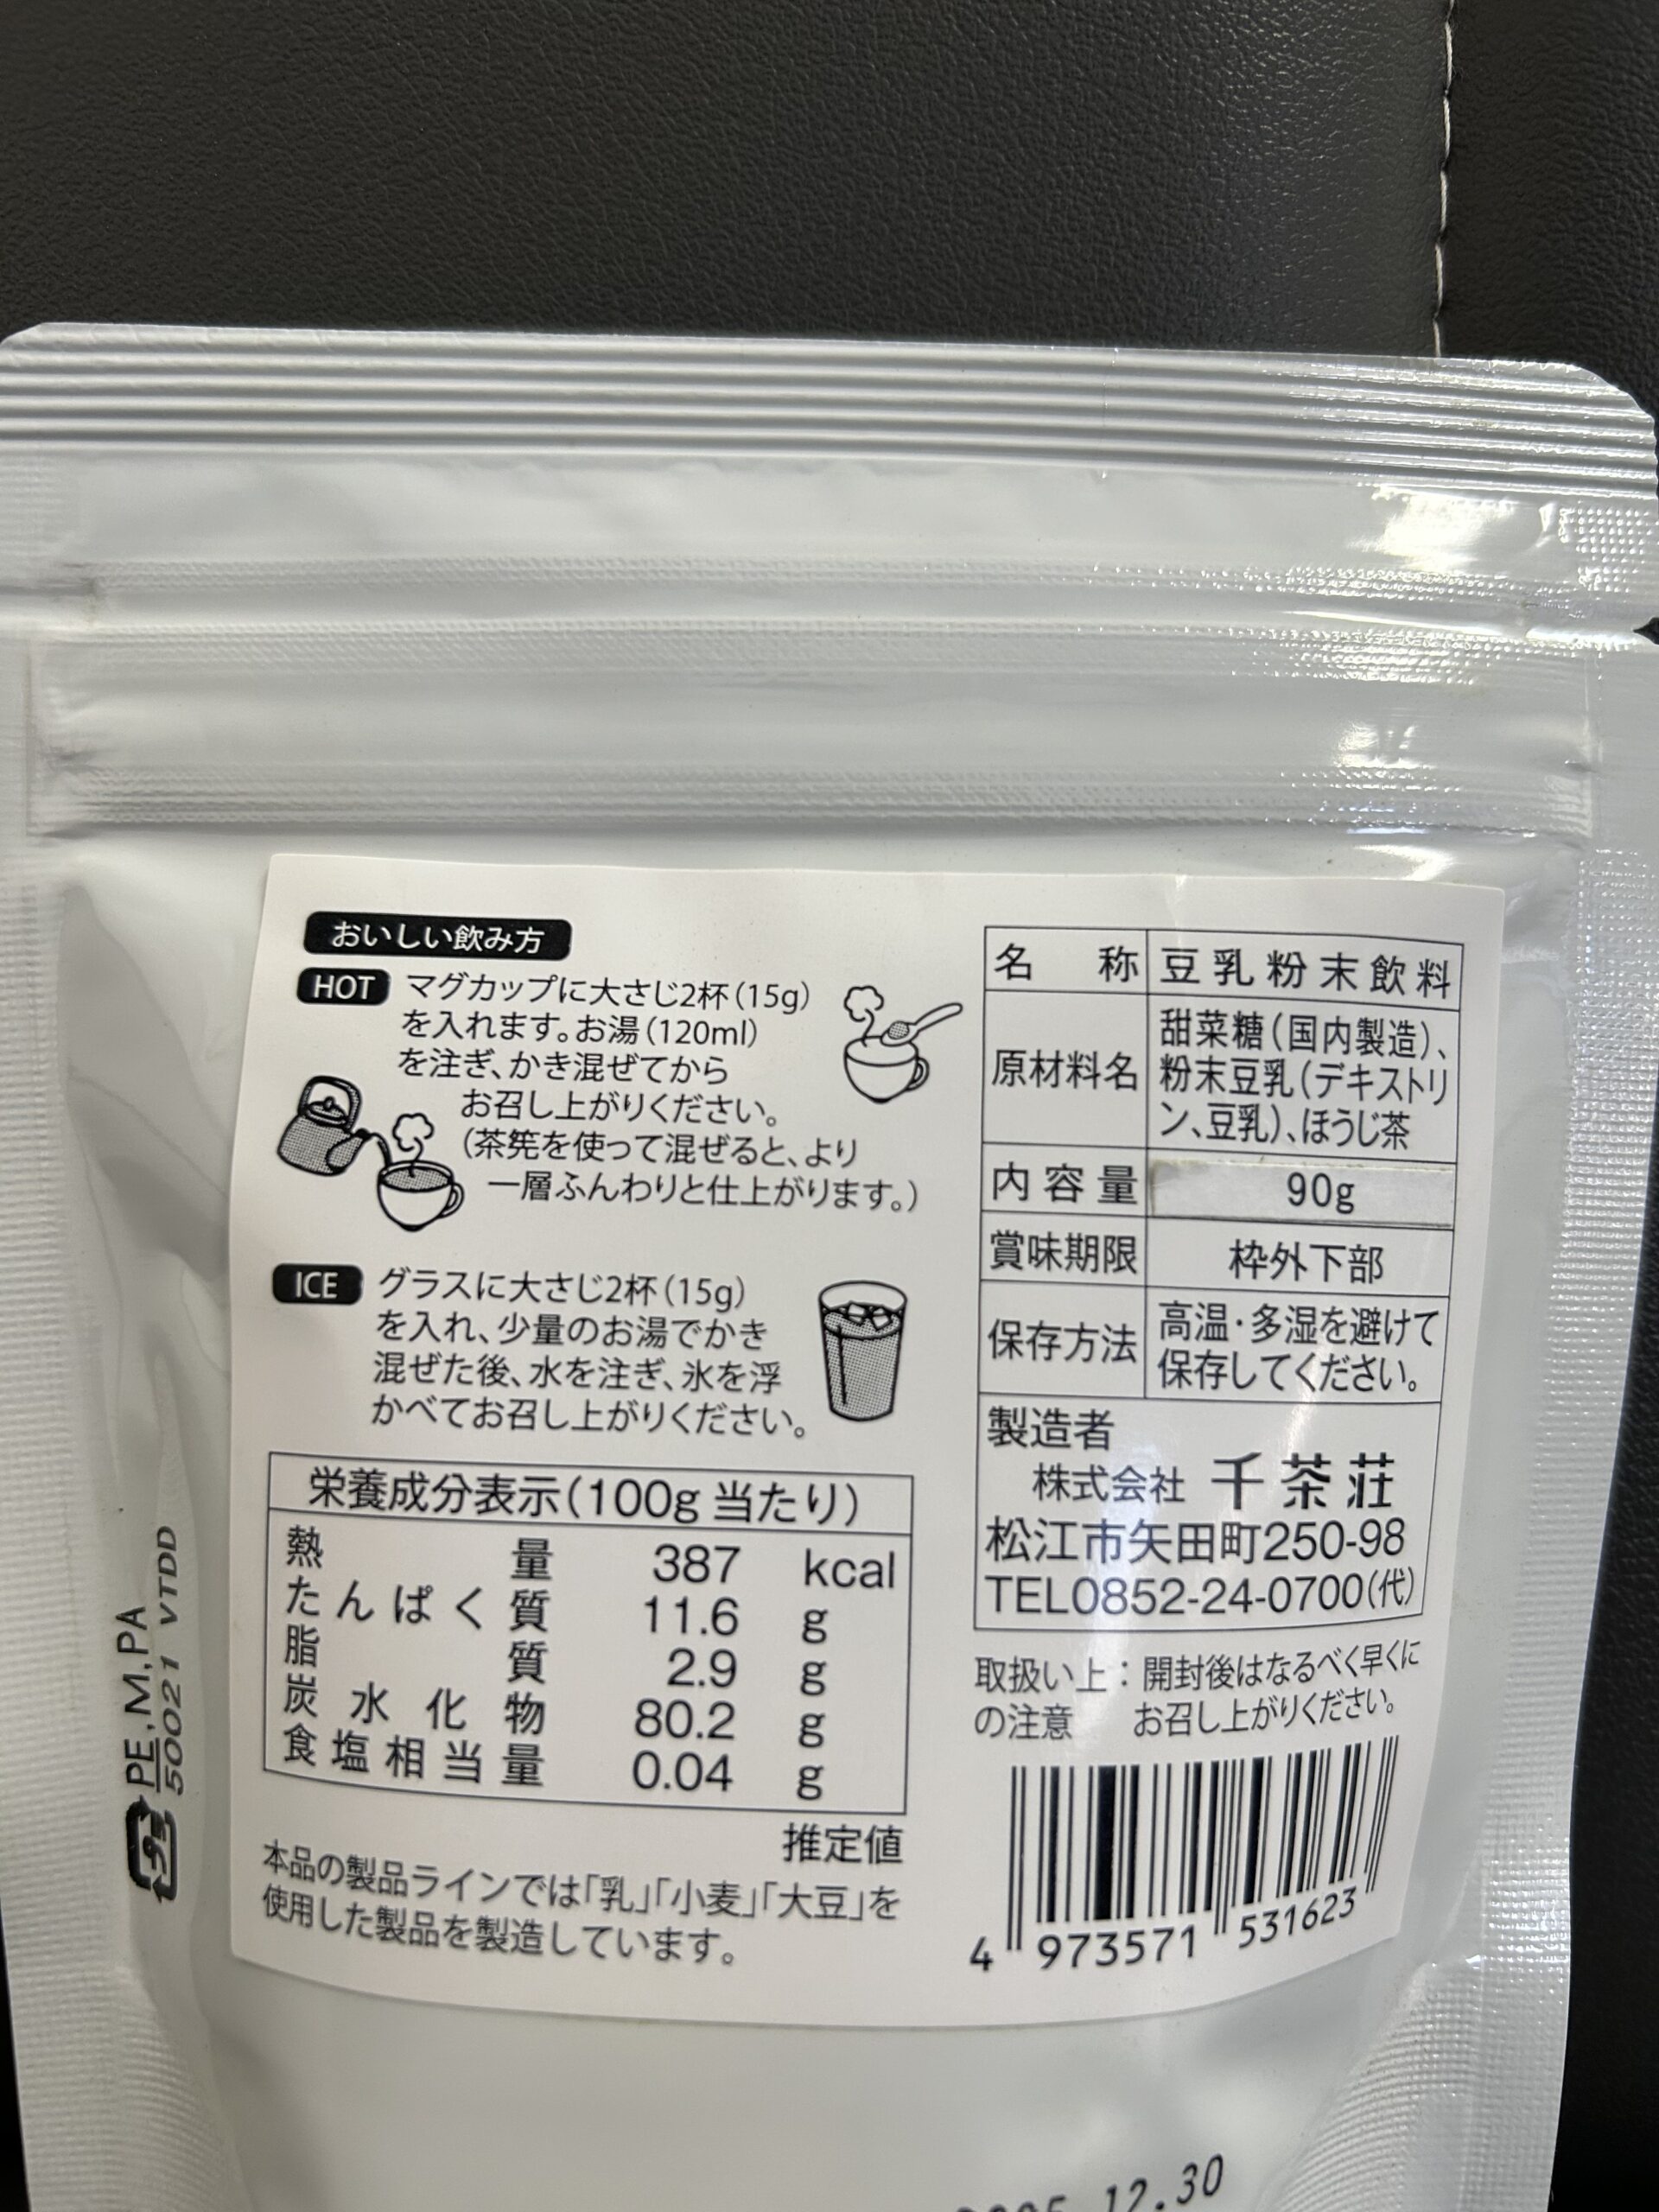 おいしい飲み方
HOT マグカップに大さじ2杯（15g）
を入れます。お湯（120ml）
を注ぎ、かき混ぜてから
お召し上がりください。
（茶筅を使って混ぜると、より
一層ふんわりと仕上がります。）
ICE グラスに大さじ2杯（15g）
を入れ、少量のお湯でかき
混ぜた後、水を注ぎ、氷を浮
かべてお召し上がりください。
栄養成分表示（100g 当たり）
熱量 387 kcal
たんぱく質 11.6 g
脂質 2.9 g
炭水化物 80.2 g
食塩相当量 0.04 g
推定値
本品の製品ラインでは「乳」「小麦」「大豆」を
使用した製品を製造しています。
名称 豆乳粉末飲料
原材料名 甜菜糖（国内製造）、
粉末豆乳（デキストリ
ン、豆乳）、ほうじ茶
内容量 90g
賞味期限 枠外下部
保存方法 高温・多湿を避けて
保存してください。
製造者
株式会社 千茶荘
松江市矢田町250-98
TEL0852-24-0700（代）
取扱い上：開封後はなるべく早くに
の注意 お召し上がりください。
4 973571 531623
PE,M,PA
50021 VTDD
12.30